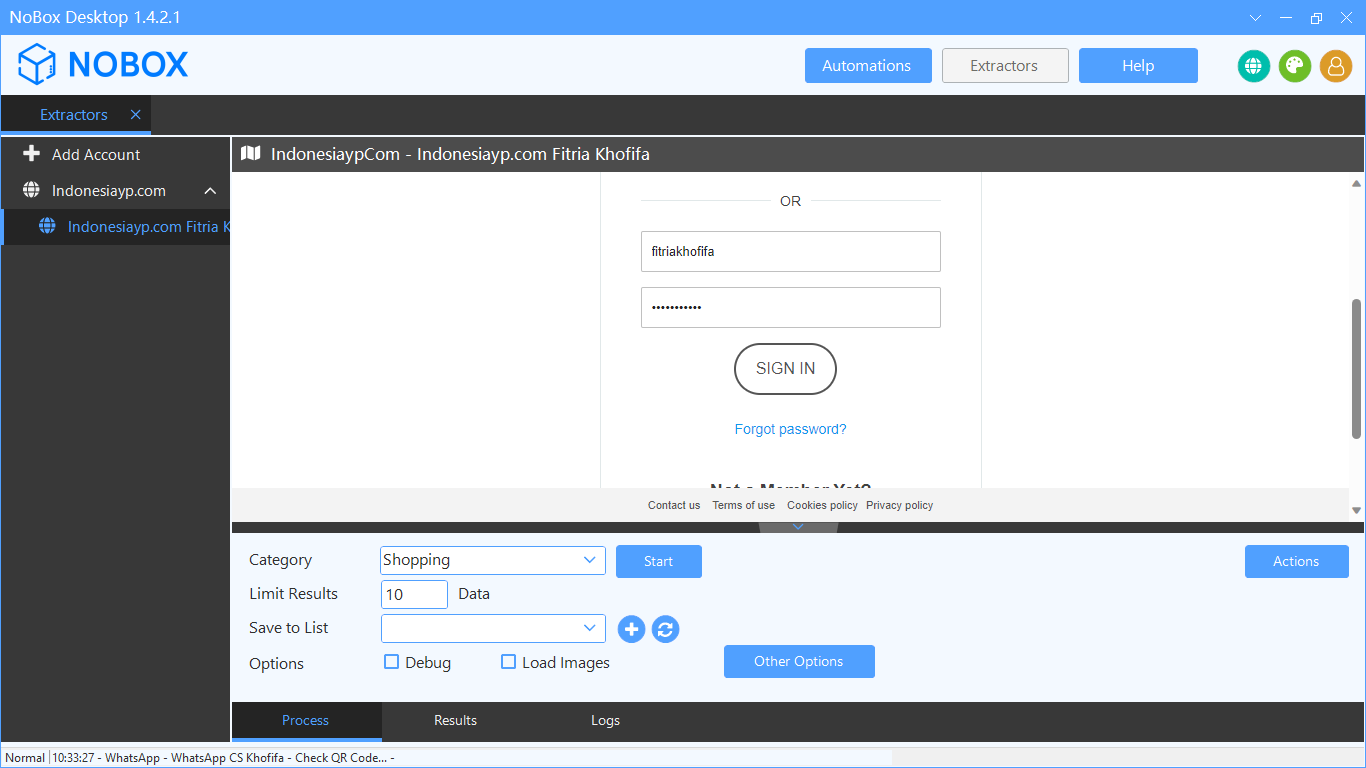 NoBox Desktop 1.4.2.1
NOBOX
Automations
Extractors
Help
Extractors
Add Account
Indonesiayp.com
Indonesiayp.com Fitria K
IndonesiaypCom - Indonesiayp.com Fitria Khofifa
OR
fitriakhofifa
•••••••••••
SIGN IN
Forgot password?
Not a Member Yet?
Contact us Terms of use Cookies policy Privacy policy
Category Shopping Start Actions
Limit Results 10 Data
Save to List
Options Debug Load Images Other Options
Process Results Logs
Normal 10:33:27 - WhatsApp - WhatsApp CS Khofifa - Check QR Code... -